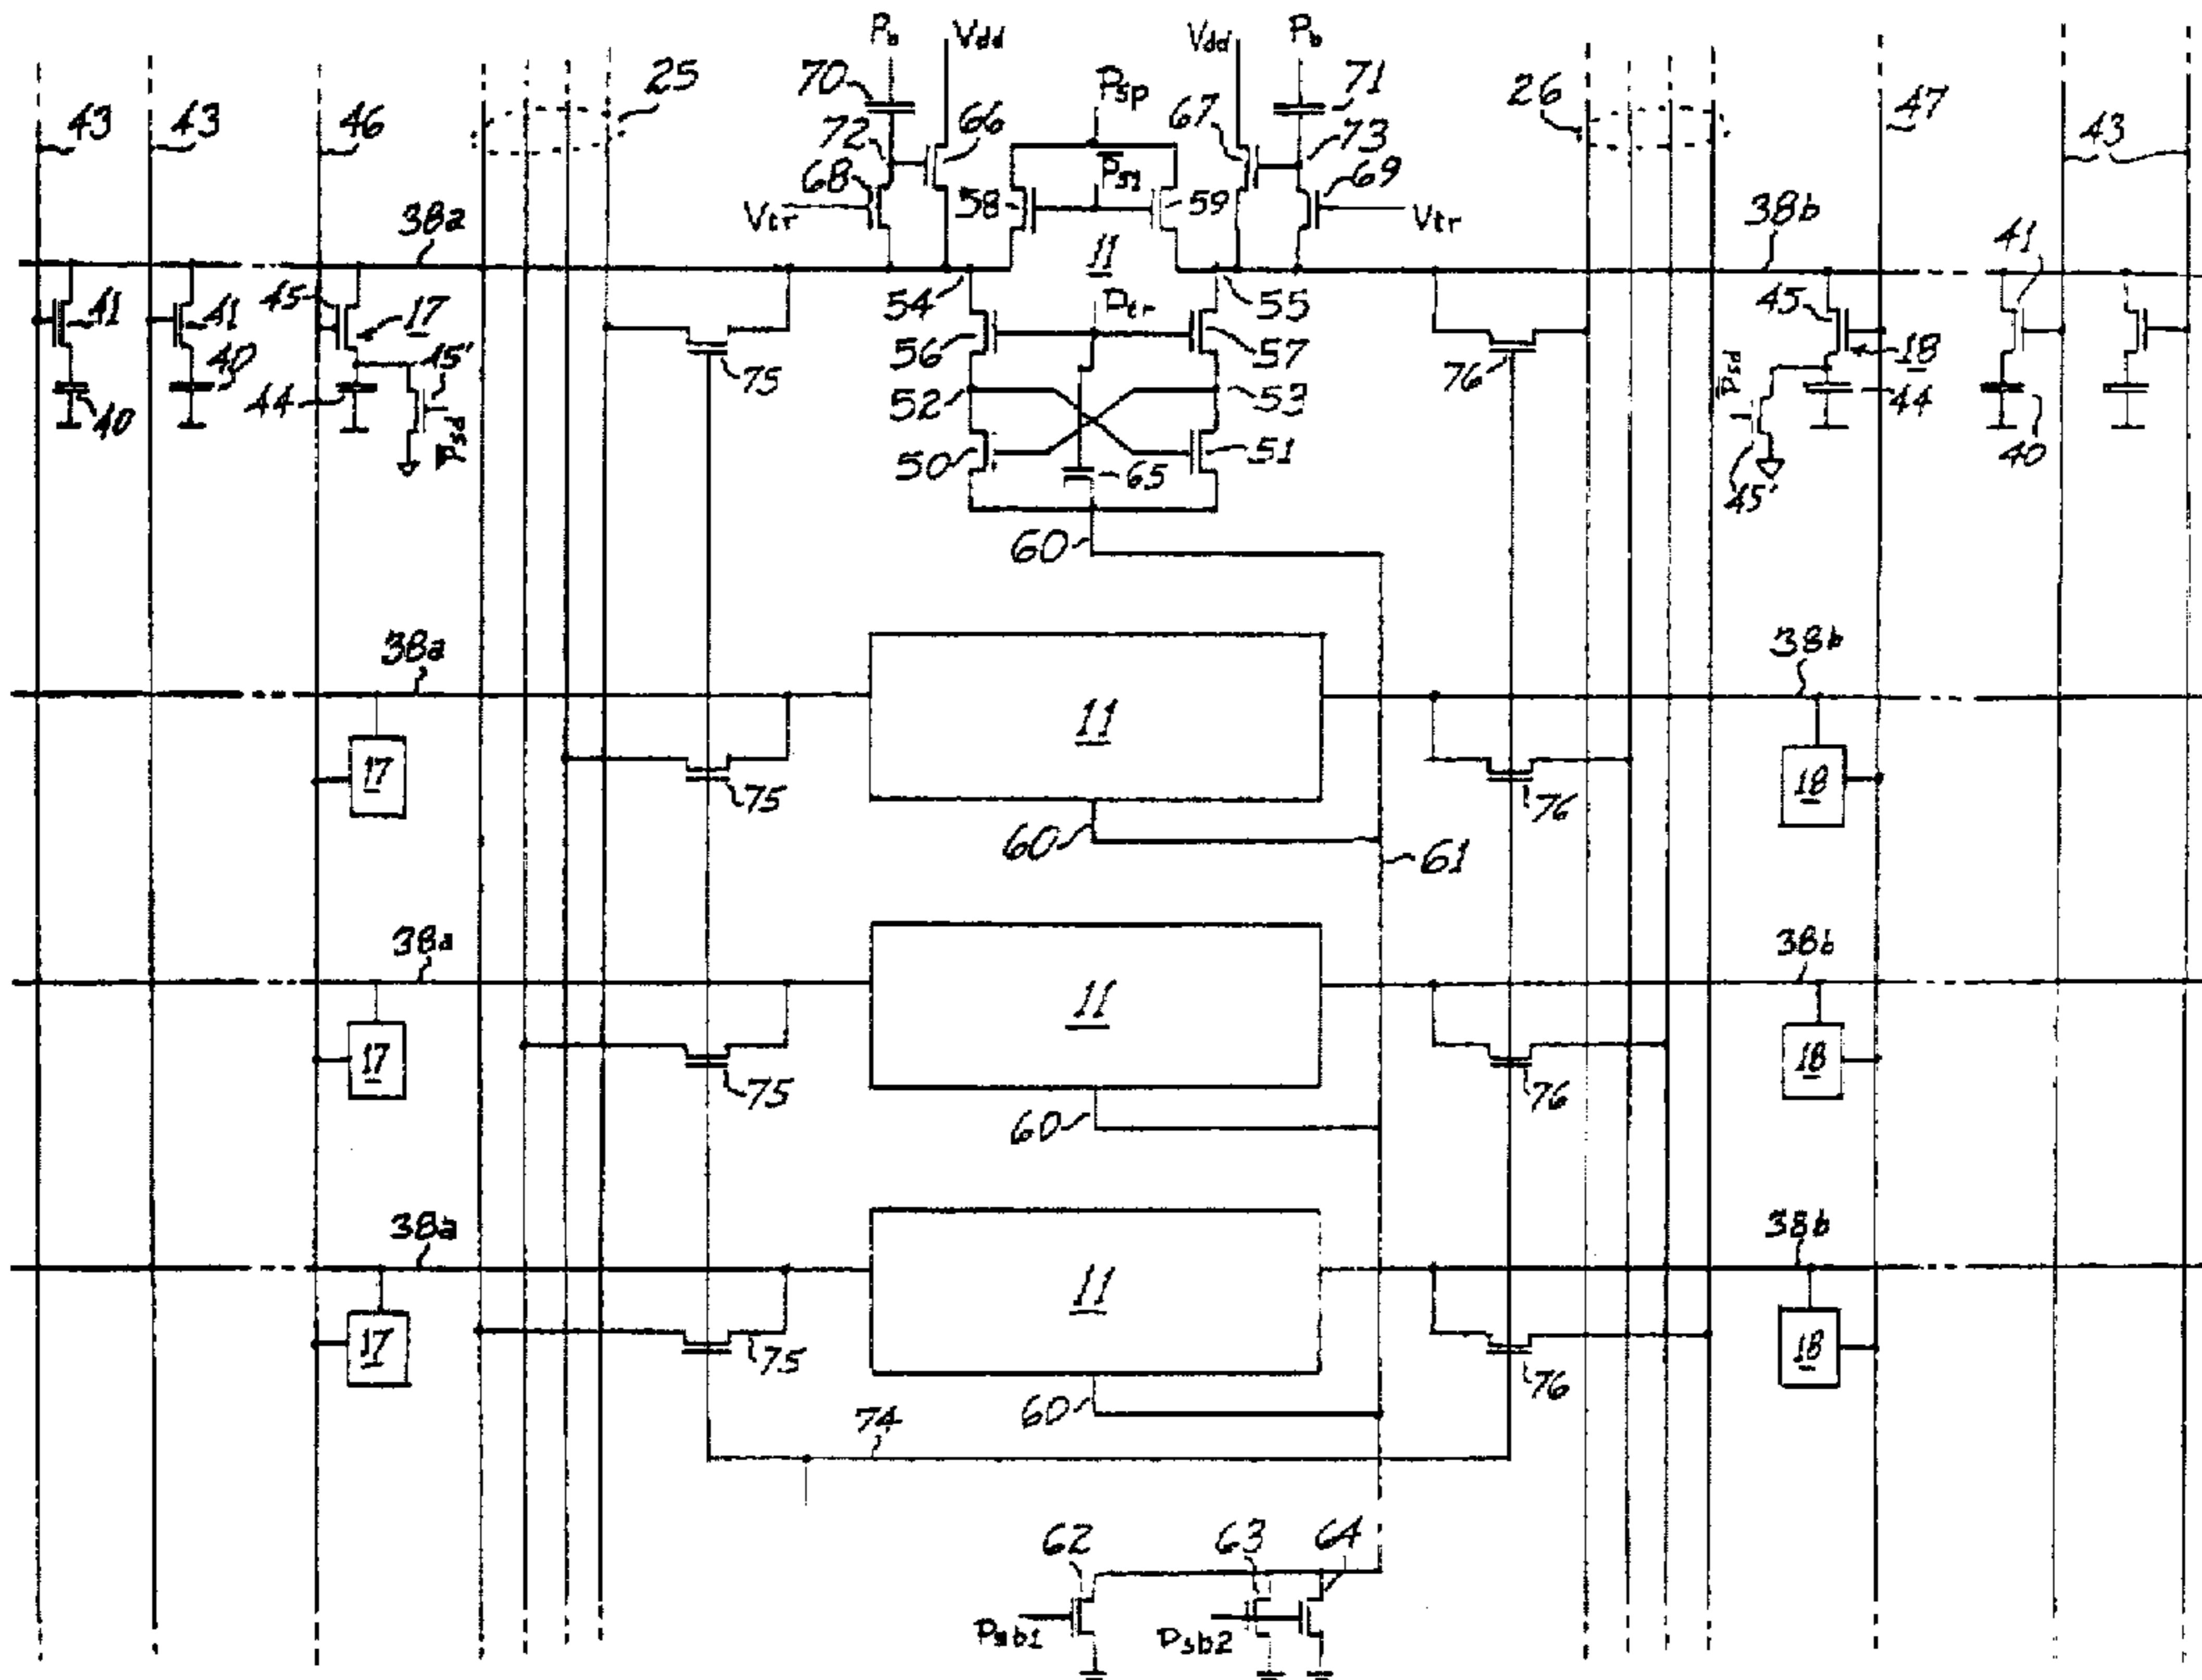 Pb Vdd Vdd Pb
43 43 46 25 70 Psp 71 26 47 43
72 66 67 73
68 Ps1 69
Vtr 58 59 Vtr
38a 11 38b 41
41 41 45 17 54 Ptr 55 45 18
56 57
40 40 44 45' 75 52 53 76 Psd 44 40
Psd 50 65 51 45'
60
38a 11 38b
17 75 76 18
60 61
38a 11 38b
17 75 76 18
60
38a 11 38b
17 75 76 18
60
74
62 63 64
Psb1 Psb2